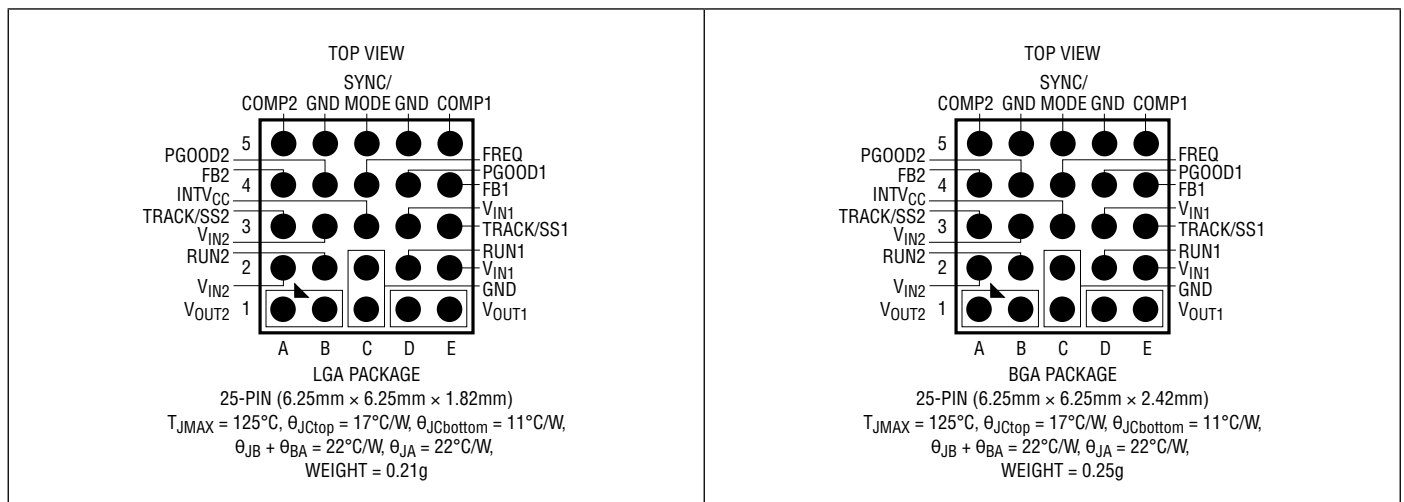 TOP VIEW
SYNC/
COMP2 GND MODE GND COMP1
5
PGOOD2
FREQ
PGOOD1
FB2
4
FB1
INTVCC
VIN1
TRACK/SS2
3
TRACK/SS1
VIN2
RUN1
RUN2
2
VIN1
VIN2
GND
VOUT2 1
VOUT1
A B C D E
LGA PACKAGE
25-PIN (6.25mm × 6.25mm × 1.82mm)
TJMAX = 125°C, θJCtop = 17°C/W, θJCbottom = 11°C/W,
θJB + θBA = 22°C/W, θJA = 22°C/W,
WEIGHT = 0.21g
TOP VIEW
SYNC/
COMP2 GND MODE GND COMP1
5
PGOOD2
FREQ
PGOOD1
FB2
4
FB1
INTVCC
VIN1
TRACK/SS2
3
TRACK/SS1
VIN2
RUN1
RUN2
2
VIN1
VIN2
GND
VOUT2 1
VOUT1
A B C D E
BGA PACKAGE
25-PIN (6.25mm × 6.25mm × 2.42mm)
TJMAX = 125°C, θJCtop = 17°C/W, θJCbottom = 11°C/W,
θJB + θBA = 22°C/W, θJA = 22°C/W,
WEIGHT = 0.25g